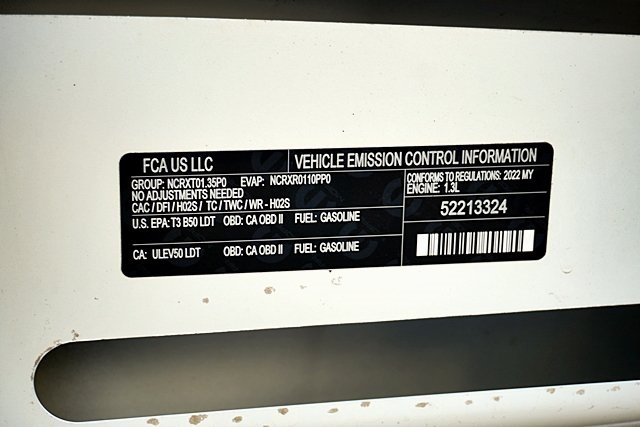 FCA US LLC
VEHICLE EMISSION CONTROL INFORMATION
GROUP: NCRXT01.35P0 EVAP: NCRXR0110PP0
NO ADJUSTMENTS NEEDED
CAC / DFI / H02S / TC / TWC / WR - H02S
U.S. EPA: T3 B50 LDT OBD: CA OBD II FUEL: GASOLINE
CA: ULEV50 LDT OBD: CA OBD II FUEL: GASOLINE
CONFORMS TO REGULATIONS: 2022 MY
ENGINE: 1.3L
52213324